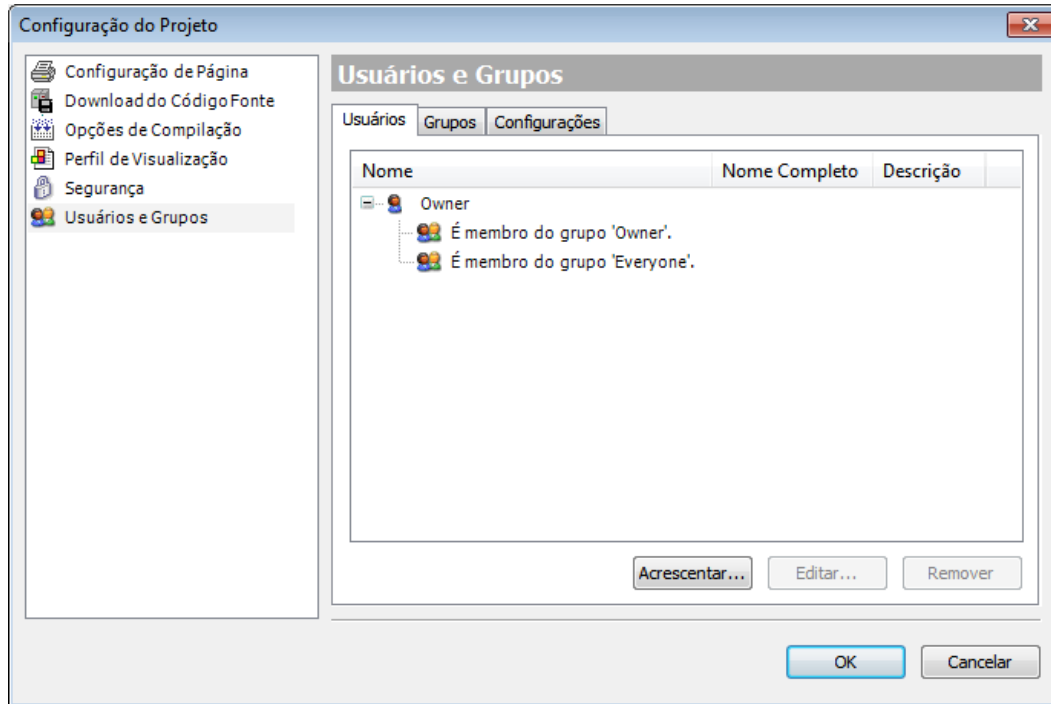 Configuração do Projeto
Configuração de Página
Download do Código Fonte
Opções de Compilação
Perfil de Visualização
Segurança
Usuários e Grupos
Usuários e Grupos
Usuários Grupos Configurações
Nome Nome Completo Descrição
Owner
É membro do grupo 'Owner'.
É membro do grupo 'Everyone'.
Acrescentar... Editar... Remover
OK Cancelar